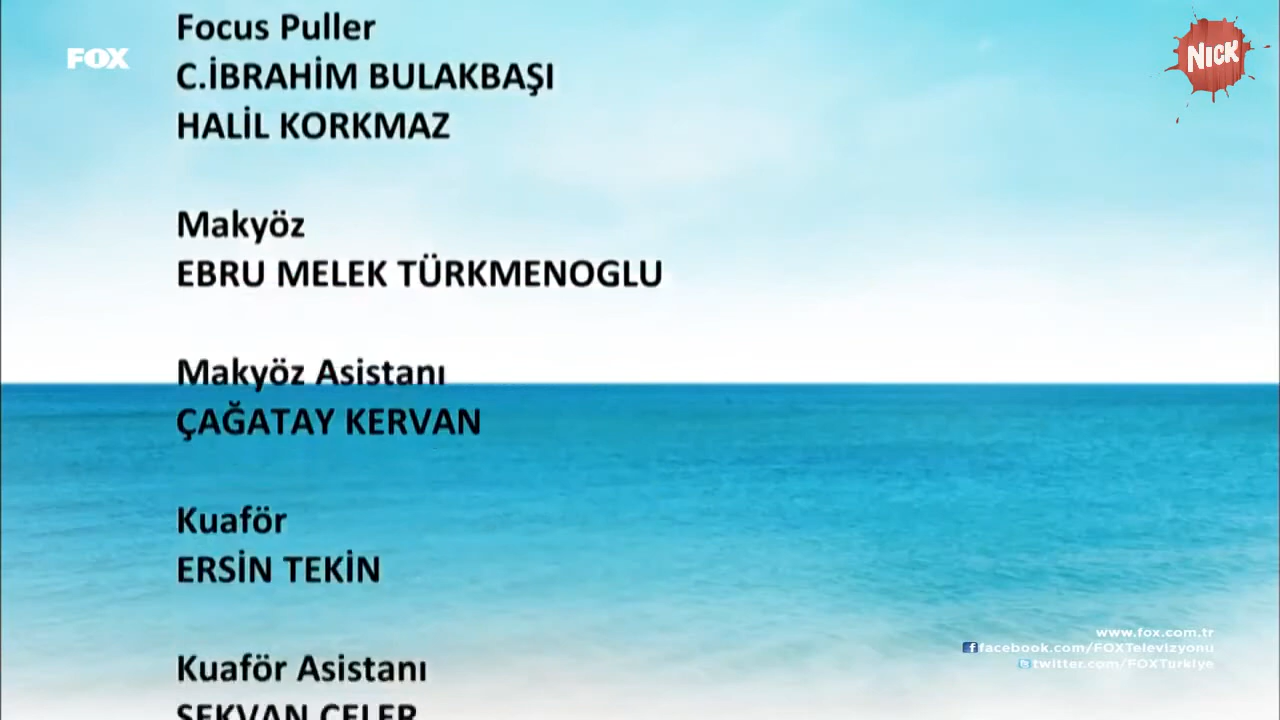 Focus Puller
FOX
NICK
C.İBRAHİM BULAKBAŞI
HALİL KORKMAZ
Makyöz
EBRU MELEK TÜRKMENOGLU
Makyöz Asistanı
ÇAĞATAY KERVAN
Kuaför
ERSİN TEKİN
www.fox.com.tr
facebook.com/FOXTelevizyonu
twitter.com/FOXTurkiye
Kuaför Asistanı